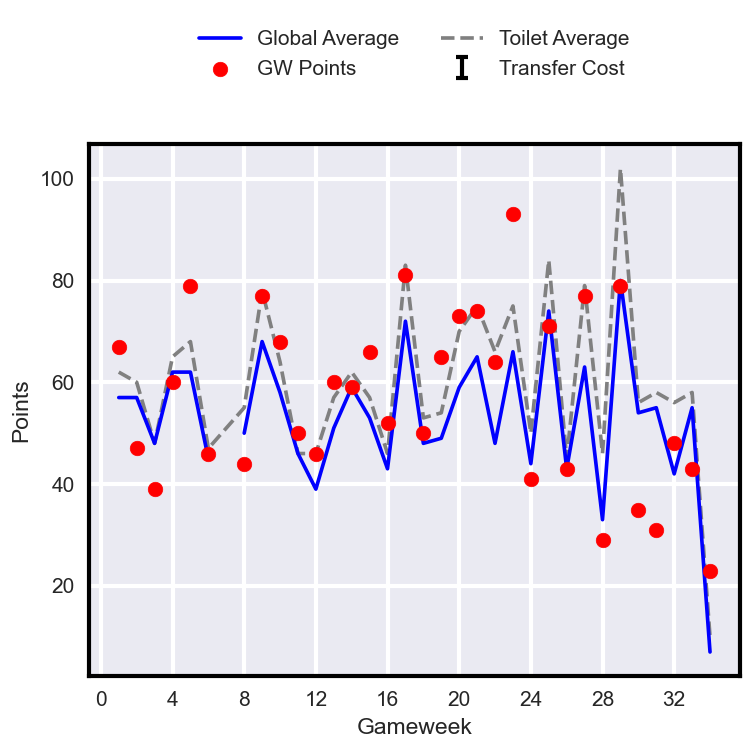 Global Average
Toilet Average
GW Points
Transfer Cost
100
80
60
40
20
Points
0 4 8 12 16 20 24 28 32
Gameweek